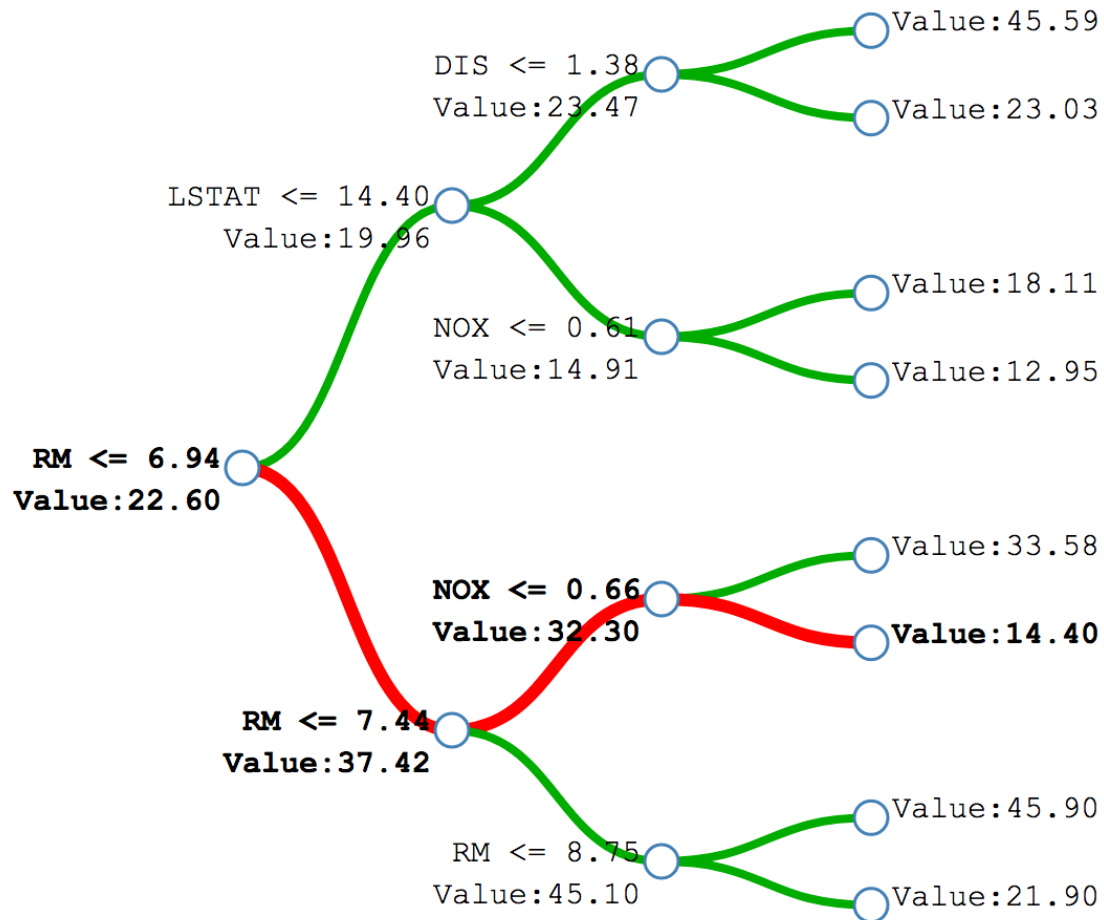 Value:45.59
DIS <= 1.38
Value:23.47
Value:23.03
LSTAT <= 14.40
Value:19.96
Value:18.11
NOX <= 0.61
Value:14.91
Value:12.95
RM <= 6.94
Value:22.60
Value:33.58
NOX <= 0.66
Value:32.30
Value:14.40
RM <= 7.44
Value:37.42
Value:45.90
RM <= 8.75
Value:45.10
Value:21.90